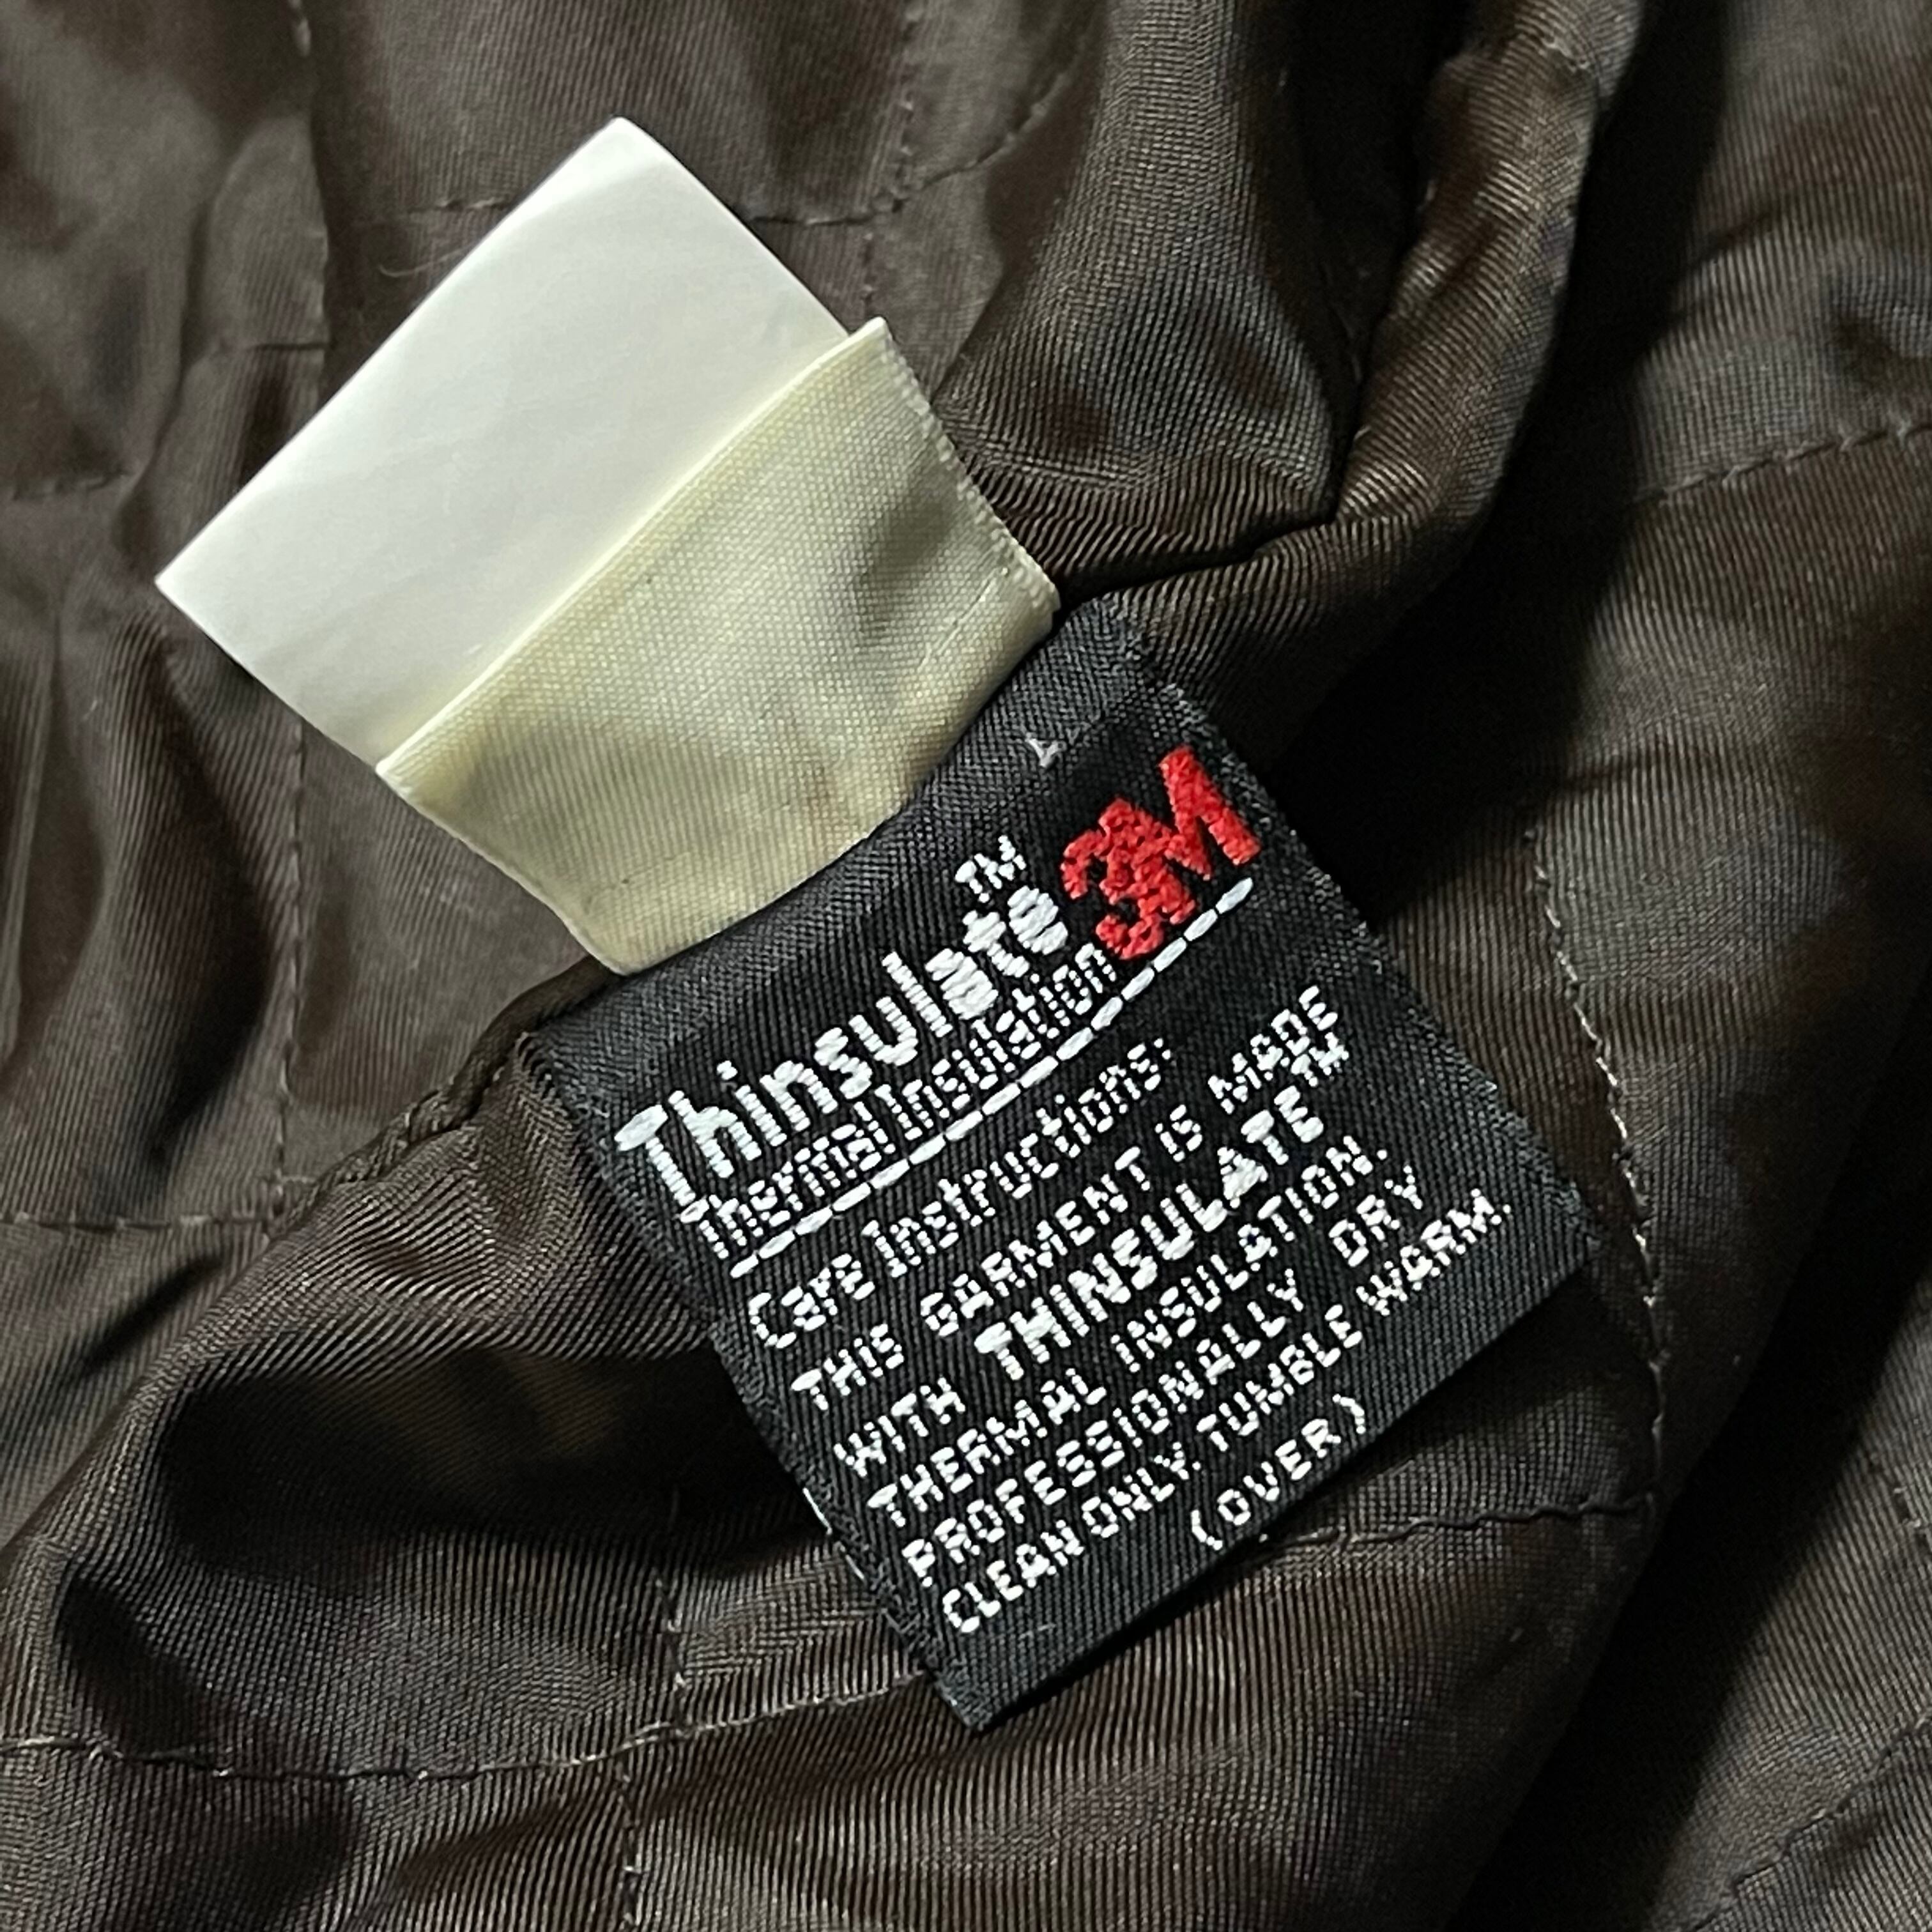 Thinsulate™ 3M
Thermal Insulation
Care Instructions:
THIS GARMENT IS MADE
WITH THINSULATE™
THERMAL INSULATION.
PROFESSIONALLY DRY
CLEAN ONLY. TUMBLE WARM.
(OVER)